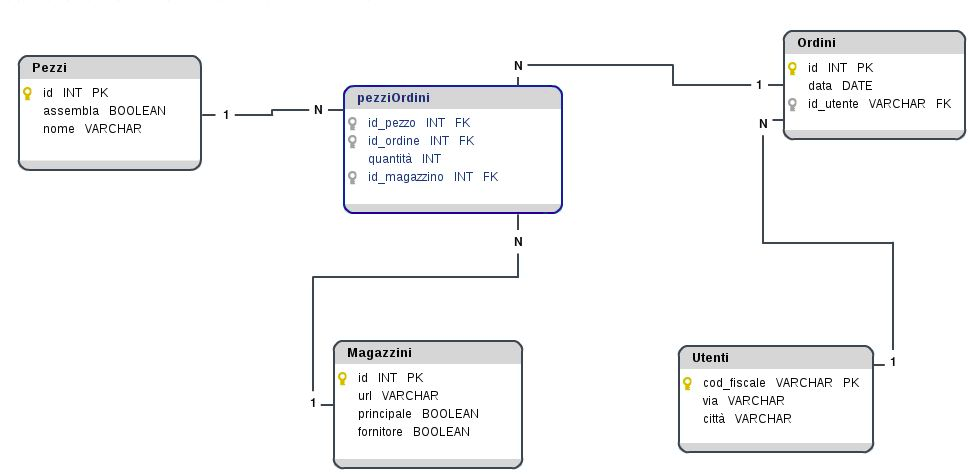 Pezzi
id INT PK
assembla BOOLEAN
nome VARCHAR
1
N
pezziOrdini
id_pezzo INT FK
id_ordine INT FK
quantità INT
id_magazzino INT FK
N
1
Ordini
id INT PK
data DATE
id_utente VARCHAR FK
N
N
1
Magazzini
id INT PK
url VARCHAR
principale BOOLEAN
fornitore BOOLEAN
Utenti
cod_fiscale VARCHAR PK
via VARCHAR
città VARCHAR
1